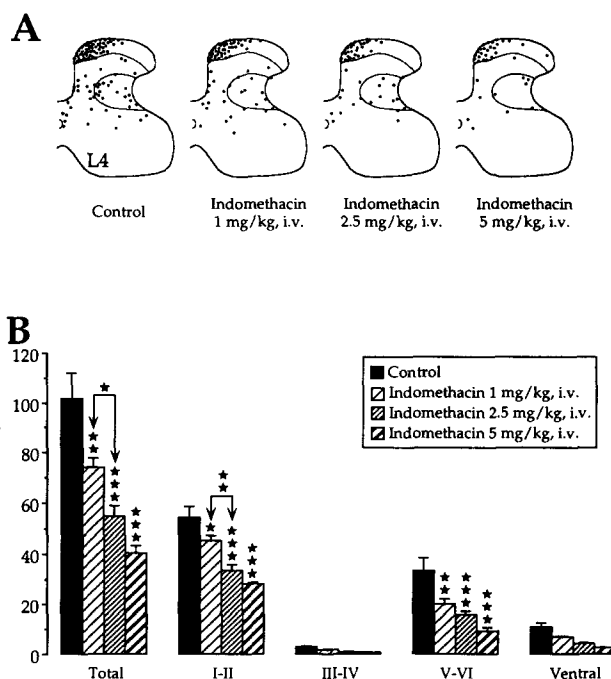 A
L4
Control
Indomethacin
1 mg/kg, i.v.
Indomethacin
2.5 mg/kg, i.v.
Indomethacin
5 mg/kg, i.v.
B
120
100
80
60
40
20
0
Control
Indomethacin 1 mg/kg, i.v.
Indomethacin 2.5 mg/kg, i.v.
Indomethacin 5 mg/kg, i.v.
Total
I-II
III-IV
V-VI
Ventral